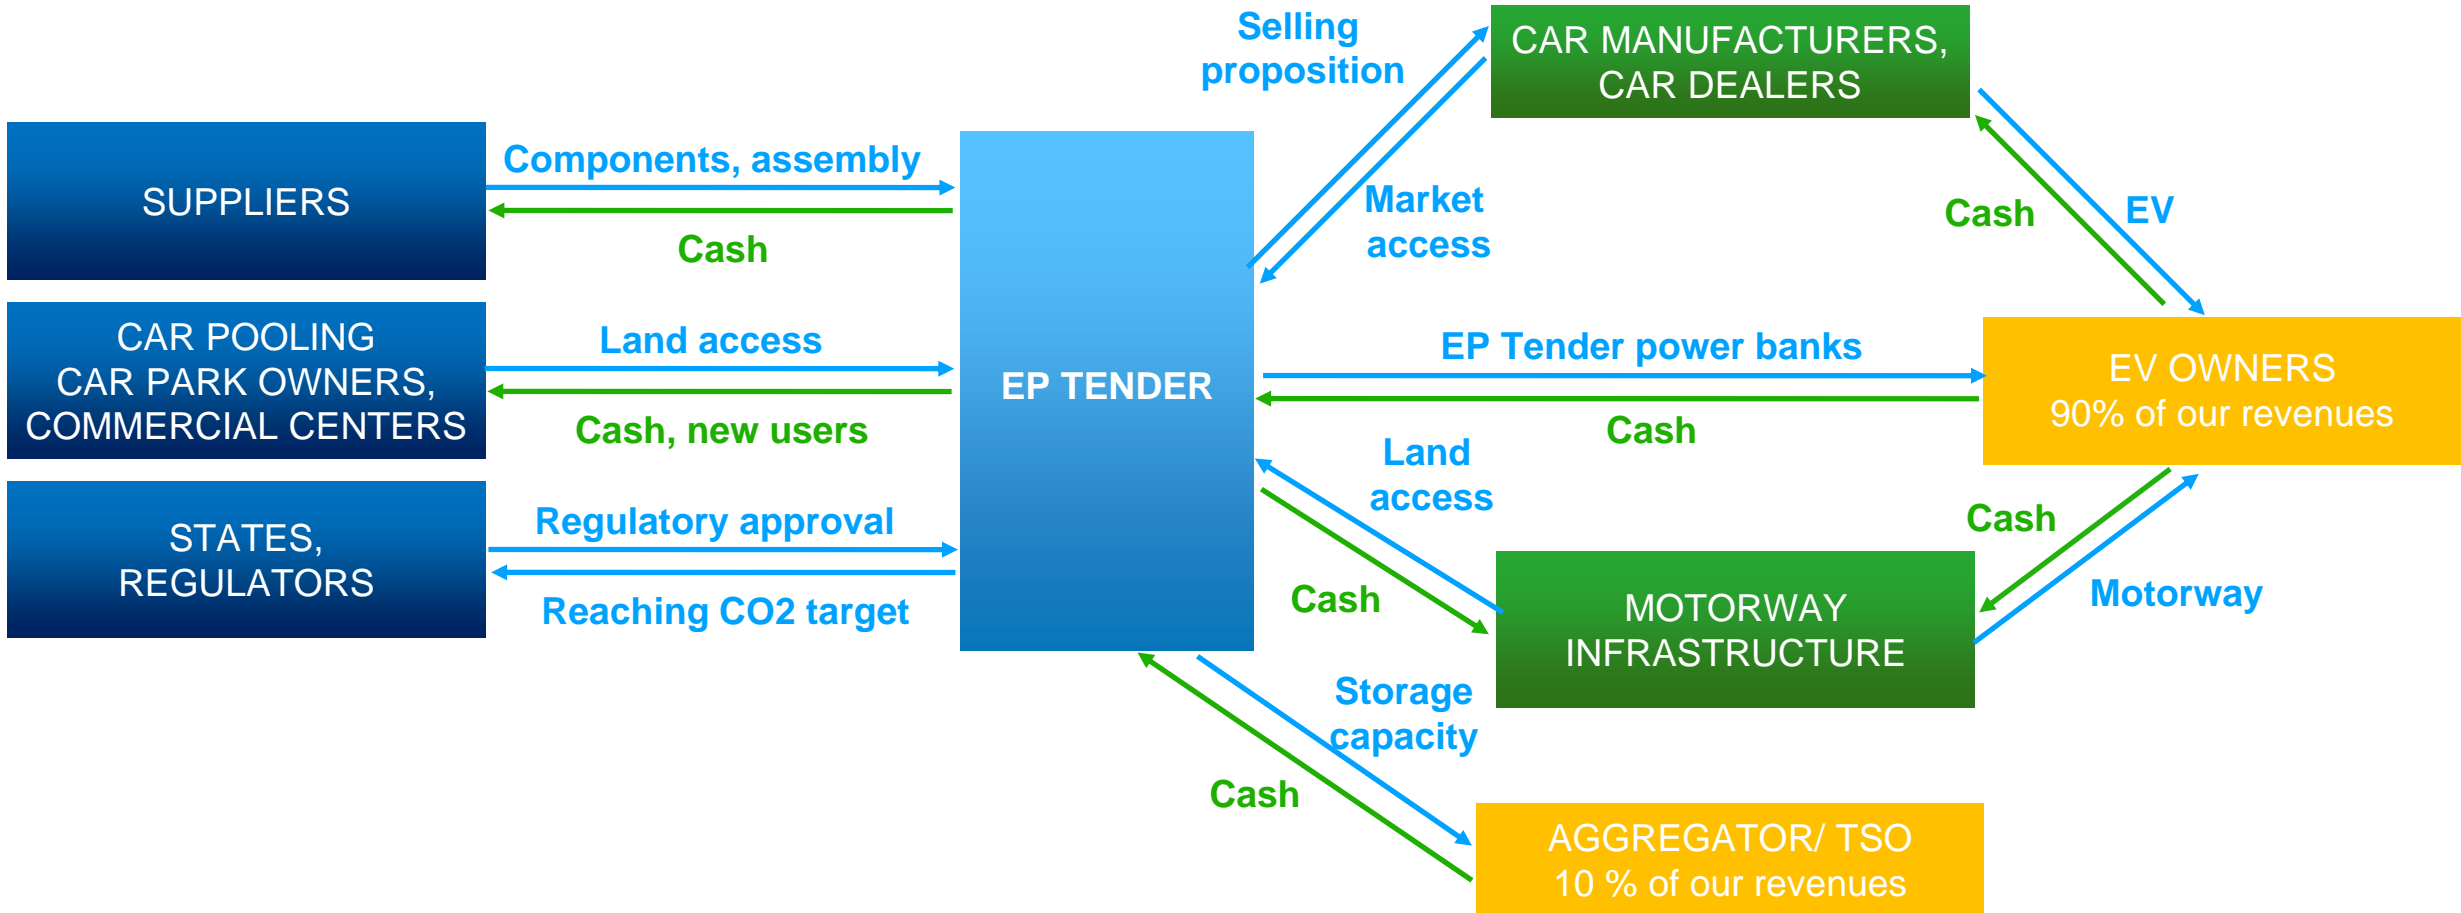 SUPPLIERS
Components, assembly
Cash
CAR POOLING
CAR PARK OWNERS,
COMMERCIAL CENTERS
Land access
Cash, new users
STATES,
REGULATORS
Regulatory approval
Reaching CO2 target
EP TENDER
Selling
proposition
Market
access
CAR MANUFACTURERS,
CAR DEALERS
Cash
EV
EP Tender power banks
Cash
EV OWNERS
90% of our revenues
Land
access
Cash
MOTORWAY
INFRASTRUCTURE
Cash
Motorway
Storage
capacity
Cash
AGGREGATOR/ TSO
10 % of our revenues